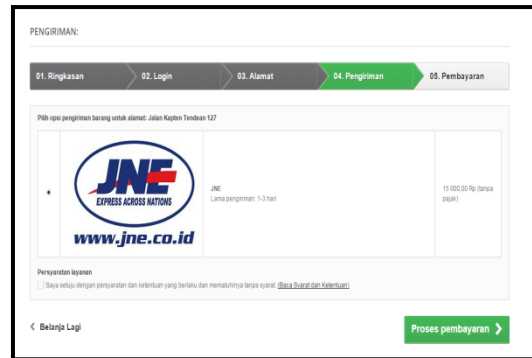 PENGIRIMAN:
01. Ringkasan
02. Login
03. Alamat
04. Pengiriman
05. Pembayaran
Pilih opsi pengiriman barang untuk alamat: Jalan Kapten Tendean 127
JNE
EXPRESS ACROSS NATIONS
www.jne.co.id
JNE
Lama pengiriman: 1-3 hari
15 000,00 Rp (tanpa
pajak)
Persyaratan layanan
Saya setuju dengan persyaratan dan ketentuan yang berlaku dan mematuhinya tanpa syarat. (Baca Syarat dan Ketentuan)
Belanja Lagi
Proses pembayaran